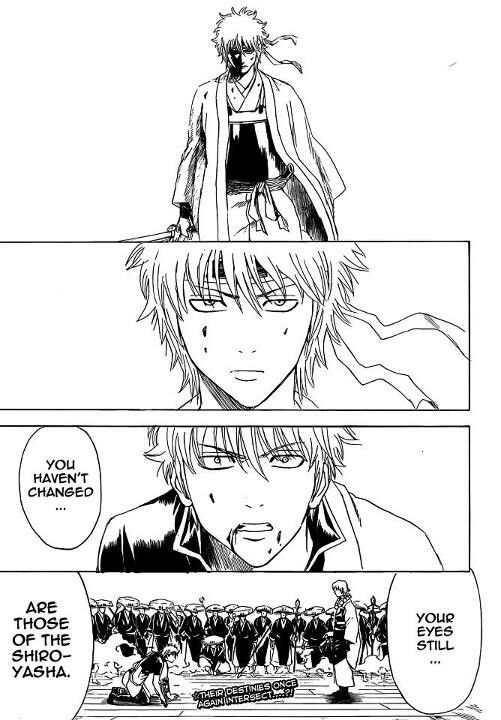 YOU
HAVEN'T
CHANGED
...
YOUR
EYES
STILL
...
ARE
THOSE
OF THE
SHIRO-
YASHA.
THEIR DESTINIES ONCE
AGAIN INTERSECT...?!